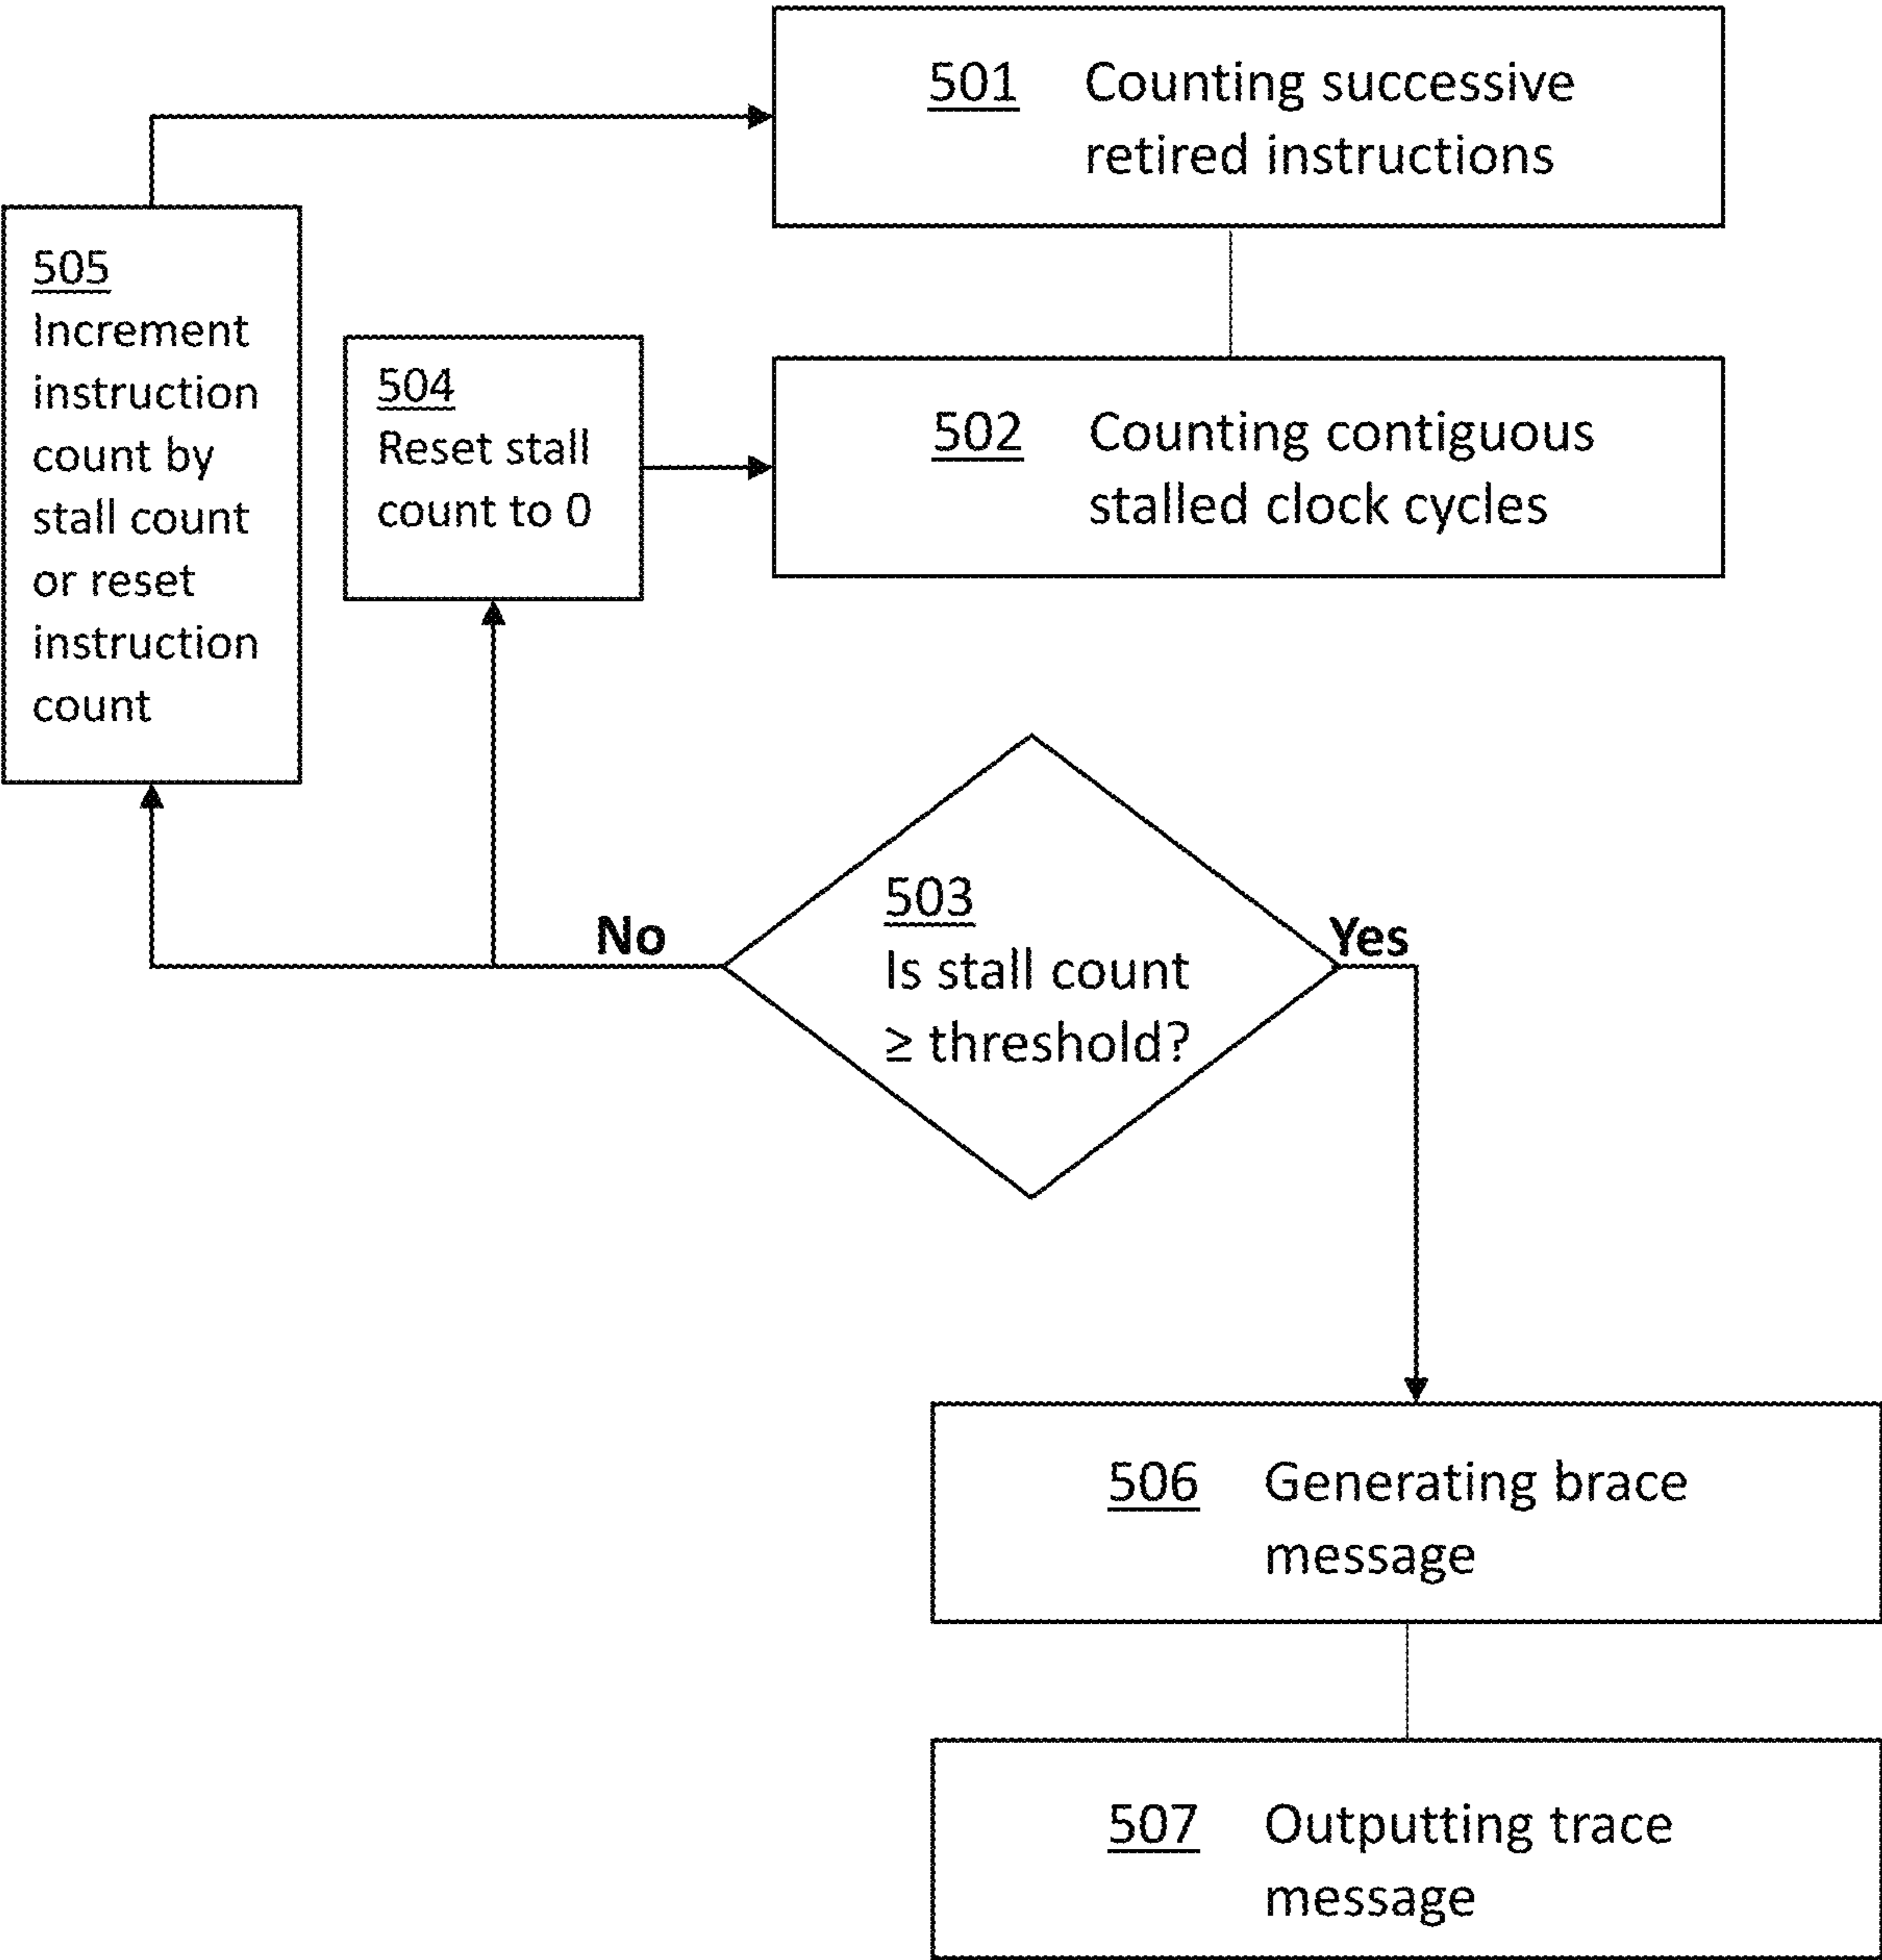 501 Counting successive
retired instructions
505
Increment
instruction
count by
stall count
or reset
instruction
count
504
Reset stall
count to 0
502 Counting contiguous
stalled clock cycles
503
Is stall count
≥ threshold?
No
Yes
506 Generating brace
message
507 Outputting trace
message